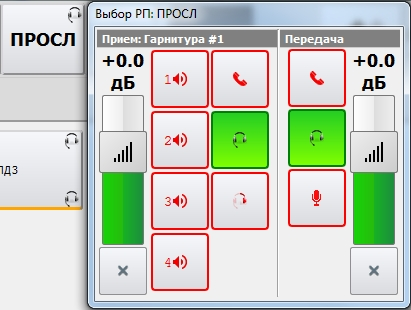 Выбор РП: ПРОСЛ
ПРОСЛ
Прием: Гарнитура #1
Передача
+0.0
дБ
1
2
3
4
+0.0
дБ
ЛДЗ